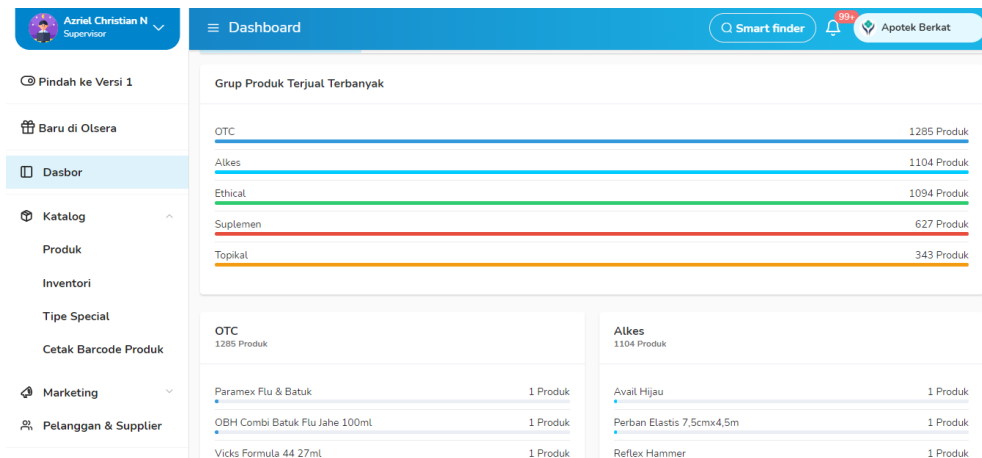 Azriel Christian N
Supervisor
Dashboard
Smart finder
99+
Apotek Berkat
Pindah ke Versi 1
Baru di Olsera
Dasbor
Katalog
Produk
Inventori
Tipe Special
Cetak Barcode Produk
Marketing
Pelanggan & Supplier
Grup Produk Terjual Terbanyak
OTC 1285 Produk
Alkes 1104 Produk
Ethical 1094 Produk
Suplemen 627 Produk
Topikal 343 Produk
OTC
1285 Produk
Paramex Flu & Batuk 1 Produk
OBH Combi Batuk Flu Jahe 100ml 1 Produk
Vicks Formula 44 27ml 1 Produk
Alkes
1104 Produk
Avail Hijau 1 Produk
Perban Elastis 7,5cmx4,5m 1 Produk
Reflex Hammer 1 Produk